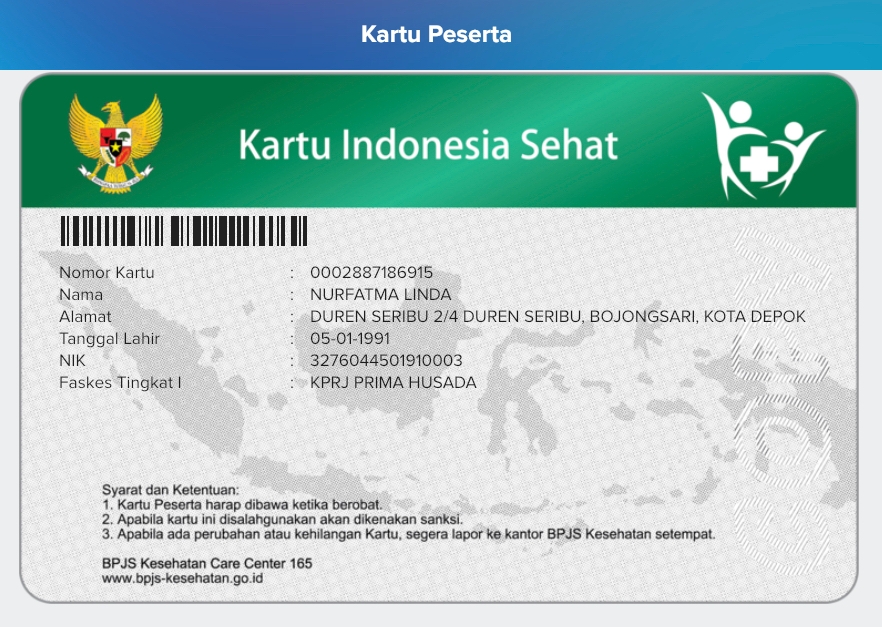 Kartu Peserta
Kartu Indonesia Sehat
Nomor Kartu : 0002887186915
Nama : NURFATMA LINDA
Alamat : DUREN SERIBU 2/4 DUREN SERIBU, BOJONGSARI, KOTA DEPOK
Tanggal Lahir : 05-01-1991
NIK : 3276044501910003
Faskes Tingkat I : KPRJ PRIMA HUSADA
Syarat dan Ketentuan:
1. Kartu Peserta harap dibawa ketika berobat.
2. Apabila kartu ini disalahgunakan akan dikenakan sanksi.
3. Apabila ada perubahan atau kehilangan Kartu, segera lapor ke kantor BPJS Kesehatan setempat.
BPJS Kesehatan Care Center 165
www.bpjs-kesehatan.go.id